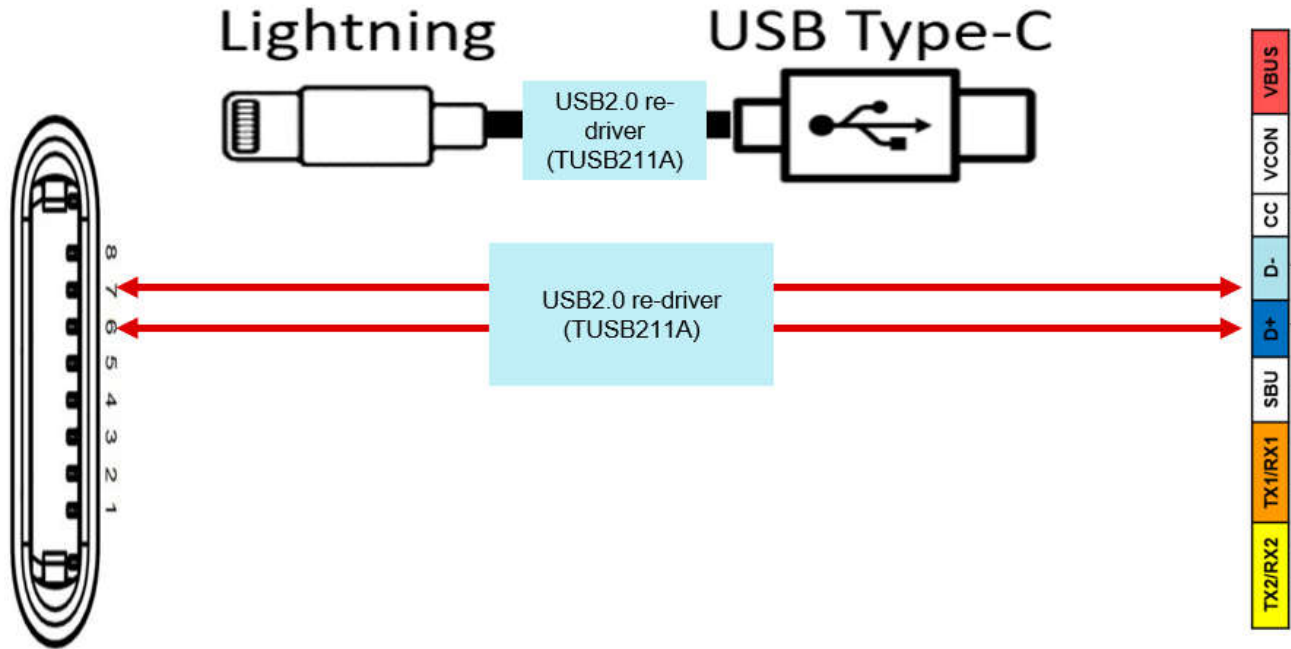 Lightning
USB Type-C
USB2.0 re-
driver
(TUSB211A)
USB2.0 re-driver
(TUSB211A)
8
7
6
5
4
3
2
1
VBUS
VCON
CC
D-
D+
SBU
TX1/RX1
TX2/RX2